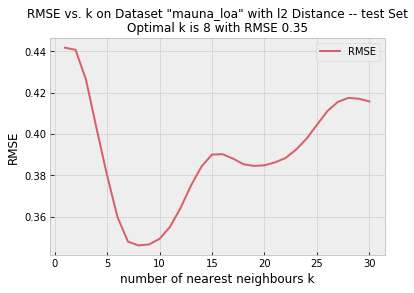 RMSE vs. k on Dataset "mauna_loa" with l2 Distance -- test Set
Optimal k is 8 with RMSE 0.35
RMSE
0.44
0.42
0.40
0.38
0.36
RMSE
0
5
10
15
20
25
30
number of nearest neighbours k